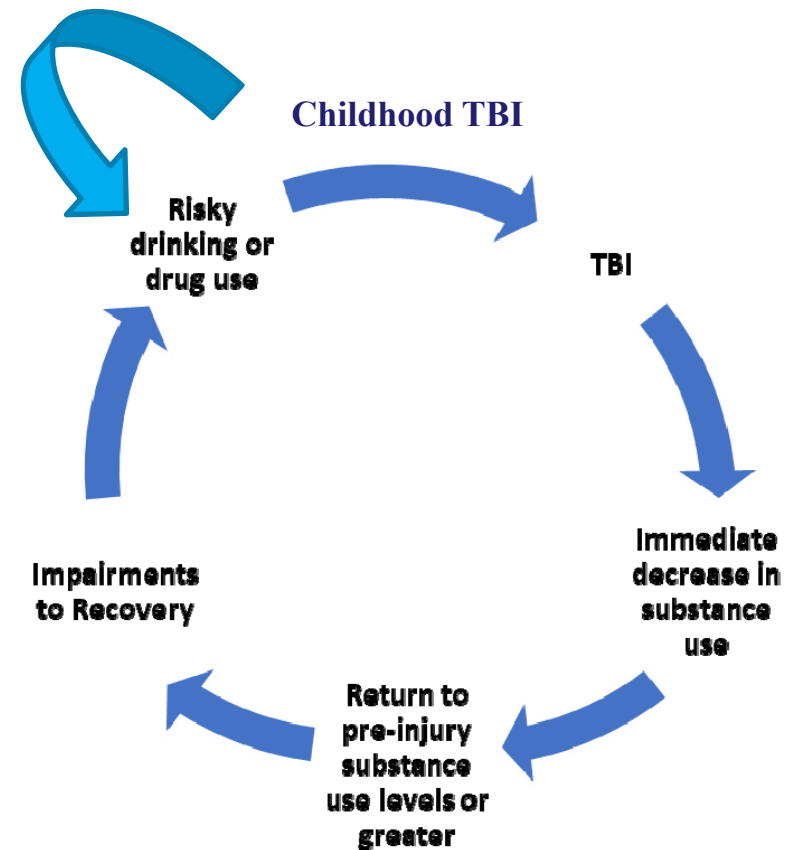 Childhood TBI
Risky
drinking or
drug use
TBI
Immediate
decrease in
substance
use
Return to
pre-injury
substance
use levels or
greater
Impairments
to Recovery